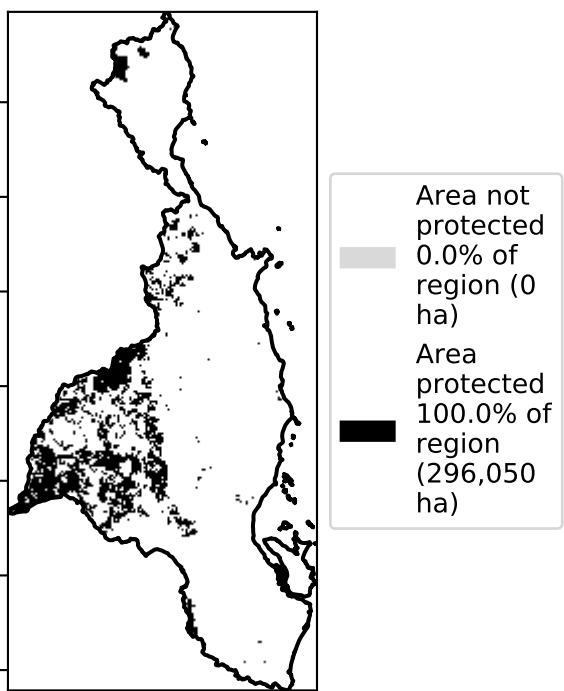 Area not
protected
0.0% of
region (0
ha)
Area
protected
100.0% of
region
(296,050
ha)